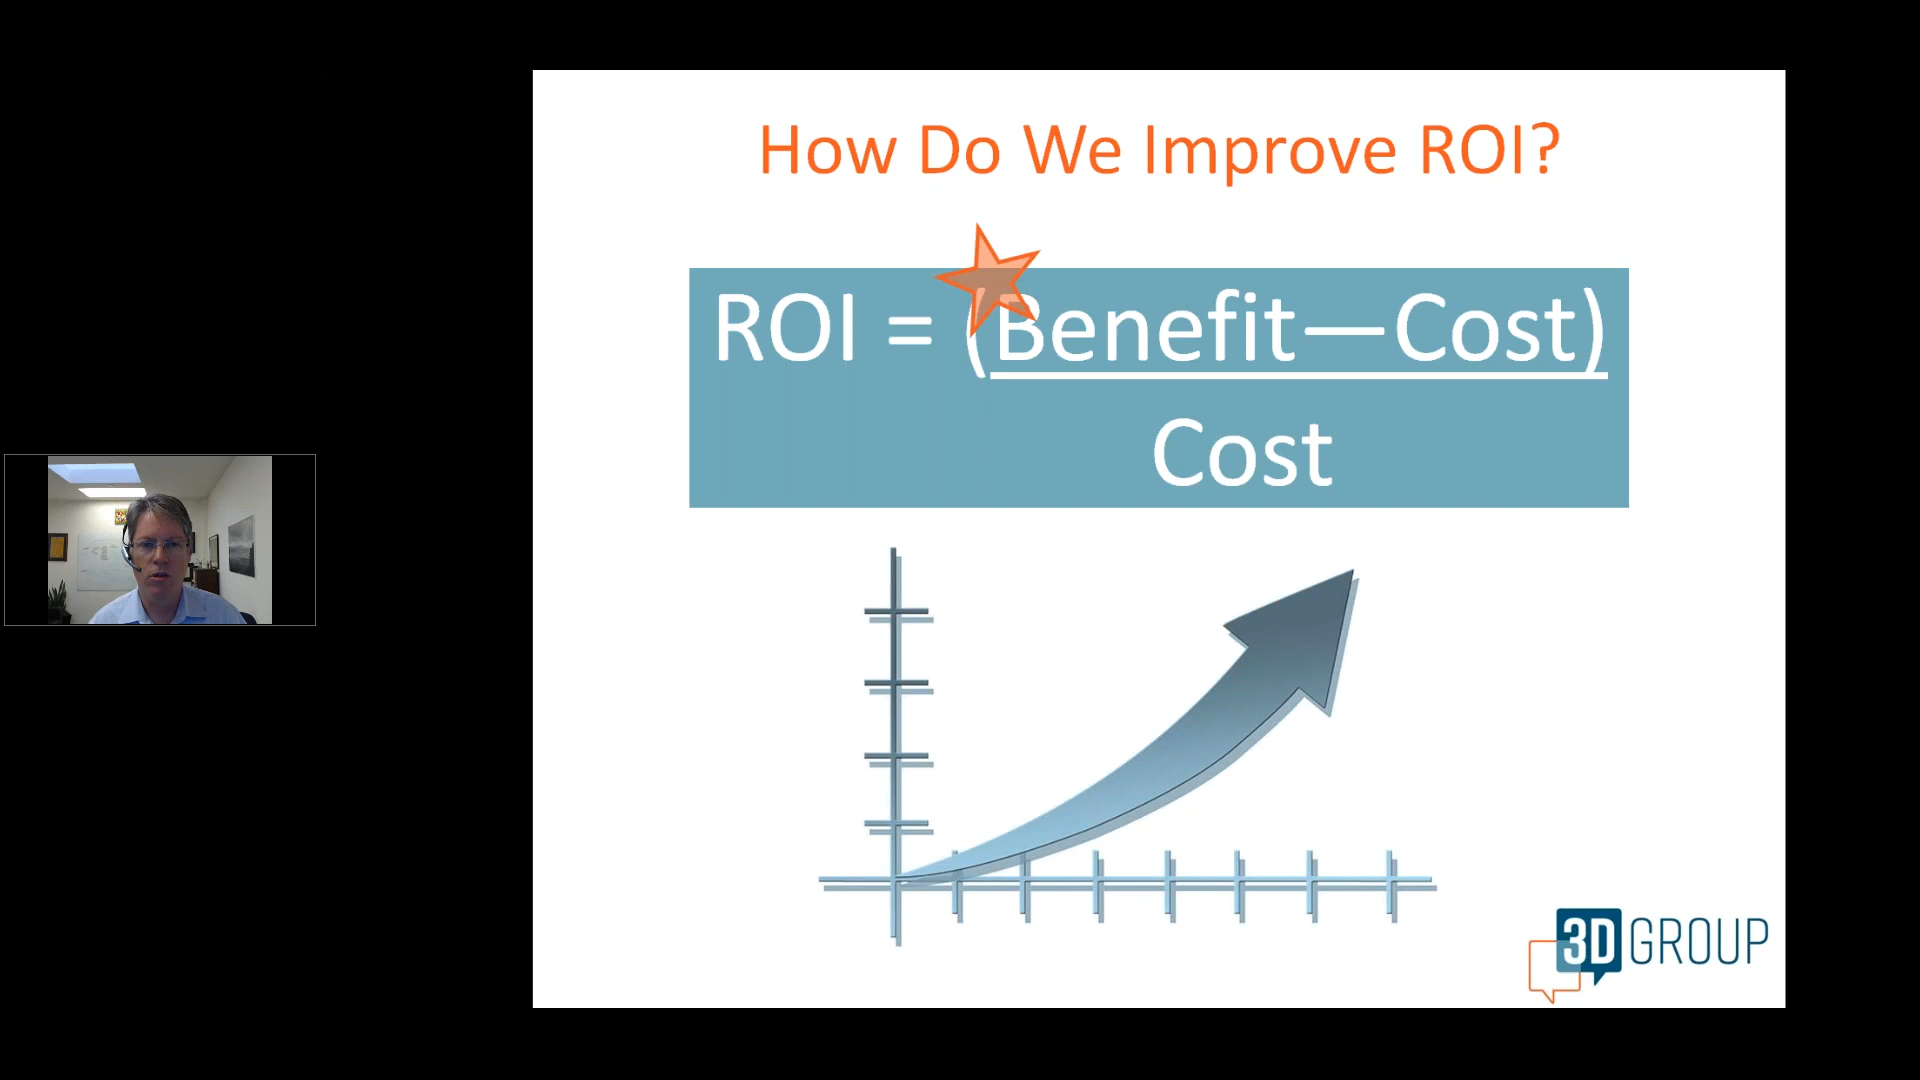 How Do We Improve ROI?
ROI = (Benefit—Cost)
Cost
3D GROUP